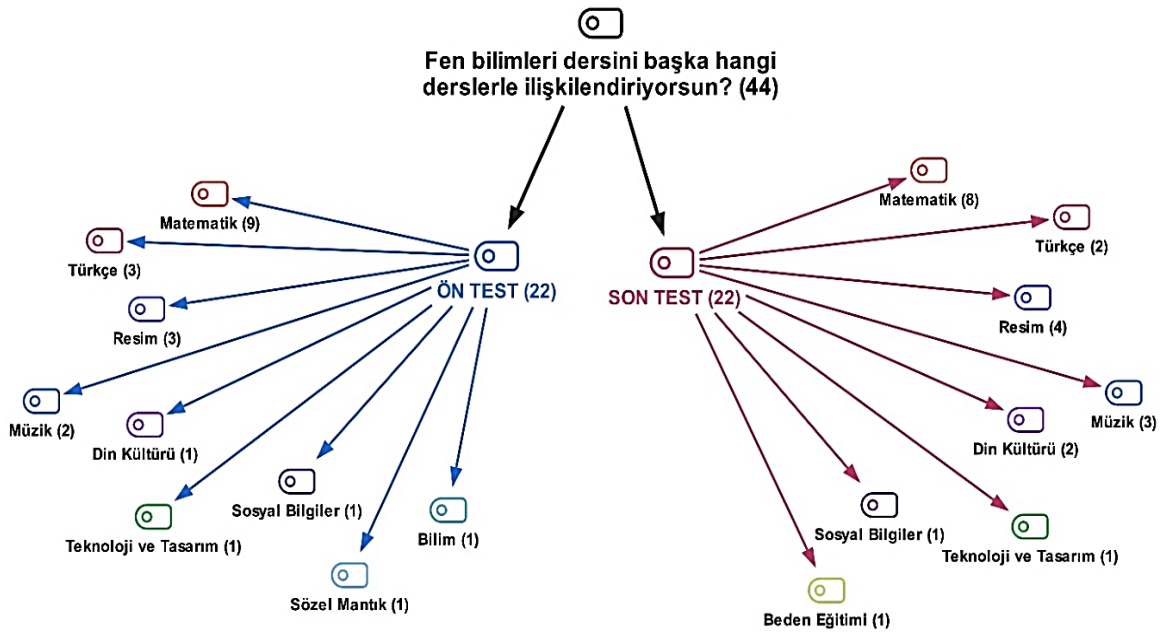 Fen bilimleri dersini başka hangi
derslerle ilişkilendiriyorsun? (44)
ÖN TEST (22)
Matematik (9)
Türkçe (3)
Resim (3)
Müzik (2)
Din Kültürü (1)
Teknoloji ve Tasarım (1)
Sosyal Bilgiler (1)
Sözel Mantık (1)
Bilim (1)
SON TEST (22)
Matematik (8)
Türkçe (2)
Resim (4)
Müzik (3)
Din Kültürü (2)
Teknoloji ve Tasarım (1)
Sosyal Bilgiler (1)
Beden Eğitimi (1)